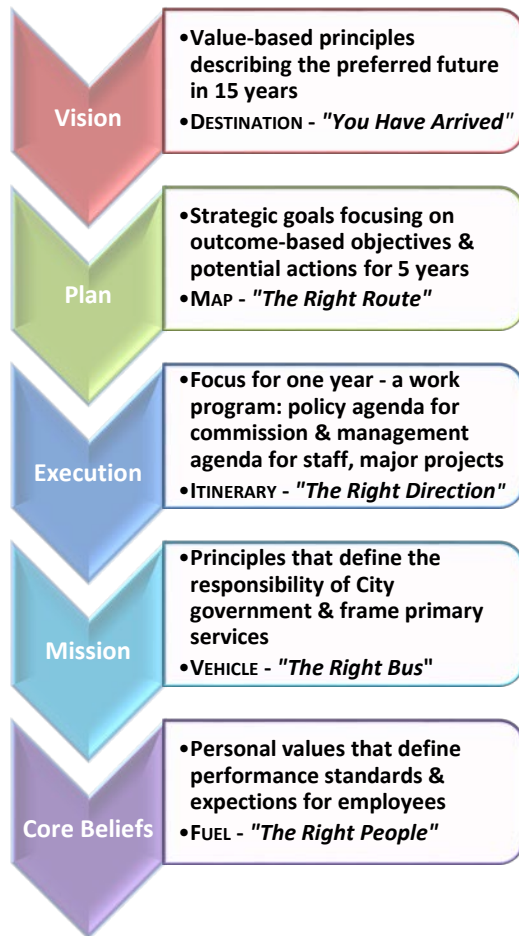 Vision
•Value-based principles
describing the preferred future
in 15 years
•DESTINATION - "You Have Arrived"
Plan
•Strategic goals focusing on
outcome-based objectives &
potential actions for 5 years
•MAP - "The Right Route"
Execution
•Focus for one year - a work
program: policy agenda for
commission & management
agenda for staff, major projects
•ITINERARY - "The Right Direction"
Mission
•Principles that define the
responsibility of City
government & frame primary
services
•VEHICLE - "The Right Bus"
Core Beliefs
•Personal values that define
performance standards &
expections for employees
•FUEL - "The Right People"